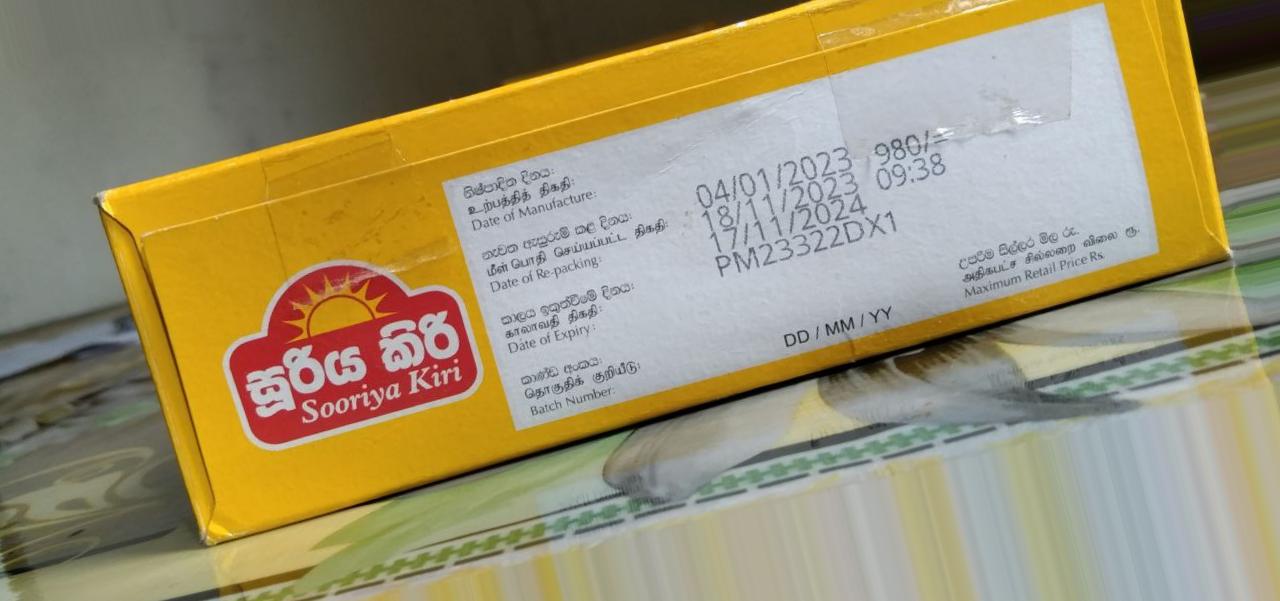 සූරිය කිරි
Sooriya Kiri
නිෂ්පාදිත දිනය:
உற்பத்தித் திகதி:
Date of Manufacture:
නැවත ඇසුරුම් කළ දිනය:
மீள் பொதி செய்யப்பட்ட திகதி:
Date of Re-packing:
කාලය ඉකුත්වීමේ දිනය:
காலாவதி திகதி:
Date of Expiry:
කාණ්ඩ අංකය:
தொகுதிக் குறியீடு:
Batch Number:
04/01/2023 980/=
18/11/2023 09:38
17/11/2024
PM23322DX1
DD / MM / YY
උපරිම සිල්ලර මිල රු.
அதிகபட்ச சில்லறை விலை ரூ.
Maximum Retail Price Rs.